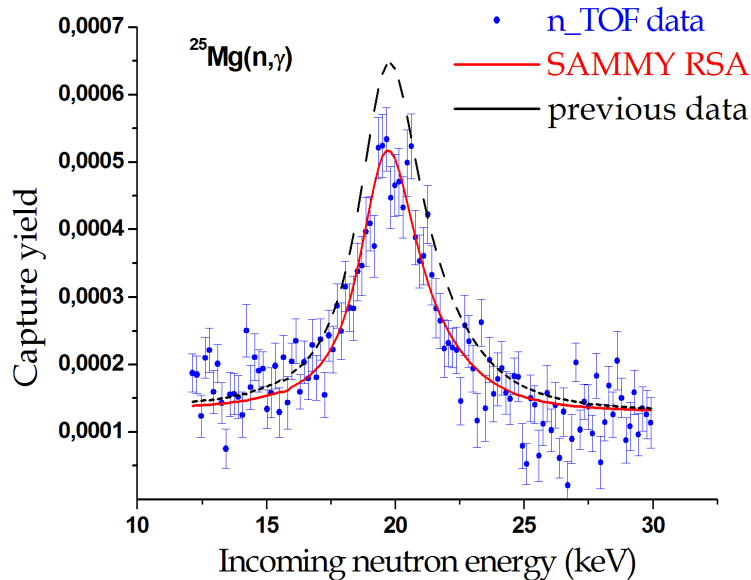 0,0007
0,0006
0,0005
0,0004
0,0003
0,0002
0,0001
Capture yield
²⁵Mg(n,γ)
n_TOF data
SAMMY RSA
previous data
10
15
20
25
30
Incoming neutron energy (keV)